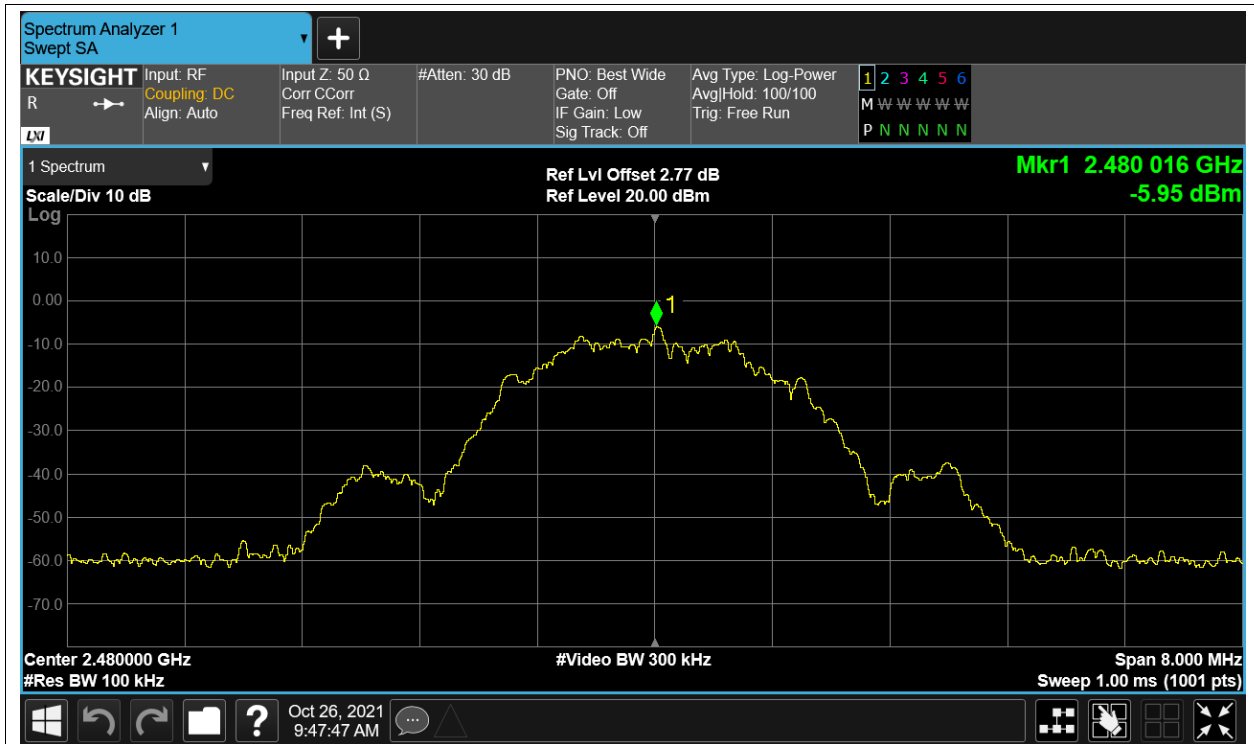 Spectrum Analyzer 1
Swept SA
KEYSIGHT
R
LXI
Input: RF
Coupling: DC
Align: Auto
Input Z: 50 Ω
Corr CCorr
Freq Ref: Int (S)
#Atten: 30 dB
PNO: Best Wide
Gate: Off
IF Gain: Low
Sig Track: Off
Avg Type: Log-Power
Avg|Hold: 100/100
Trig: Free Run
1 2 3 4 5 6
M W W W W W
P N N N N N
1 Spectrum
Scale/Div 10 dB
Ref Lvl Offset 2.77 dB
Ref Level 20.00 dBm
Mkr1 2.480 016 GHz
-5.95 dBm
Log
10.0
0.00
-10.0
-20.0
-30.0
-40.0
-50.0
-60.0
-70.0
1
Center 2.480000 GHz
#Res BW 100 kHz
#Video BW 300 kHz
Span 8.000 MHz
Sweep 1.00 ms (1001 pts)
?
Oct 26, 2021
9:47:47 AM